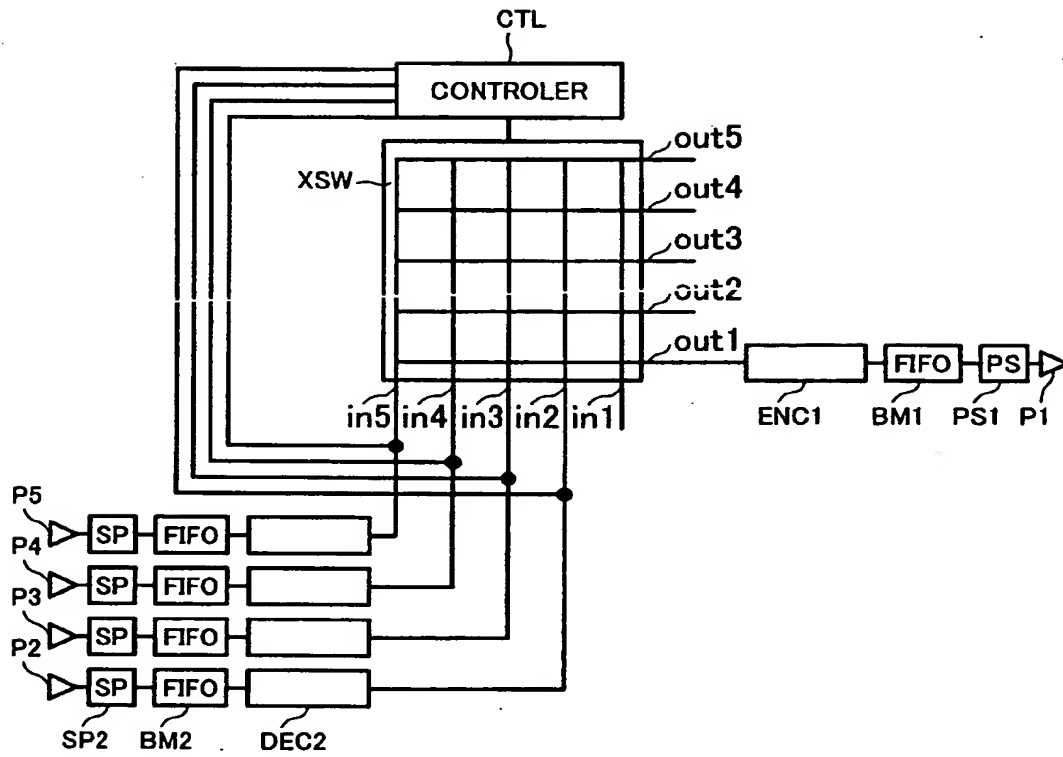 CTL
CONTROLER
XSW
out5
out4
out3
out2
out1
in5 in4 in3 in2 in1
FIFO PS
ENC1 BM1 PS1 P1
P5
SP FIFO
P4
SP FIFO
P3
SP FIFO
P2
SP FIFO
SP2 BM2 DEC2